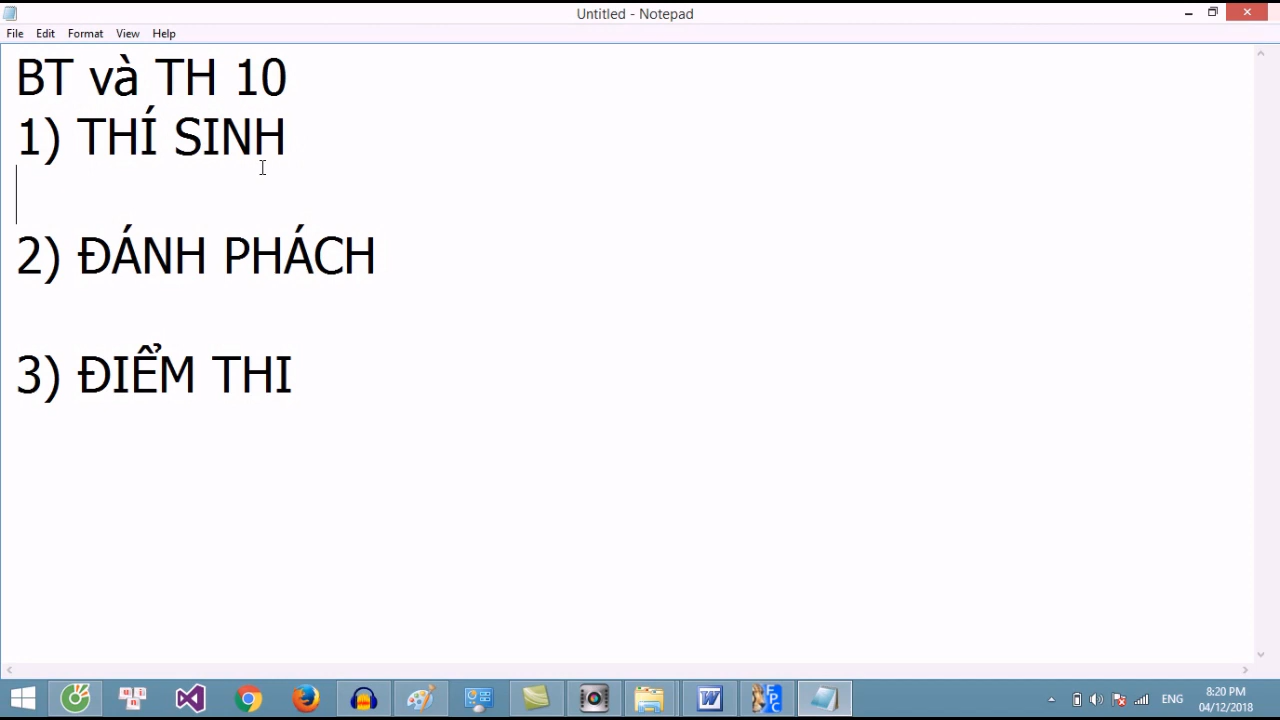 Untitled - Notepad
File Edit Format View Help
BT và TH 10
1) THÍ SINH
2) ĐÁNH PHÁCH
3) ĐIỂM THI
ENG
8:20 PM
04/12/2018